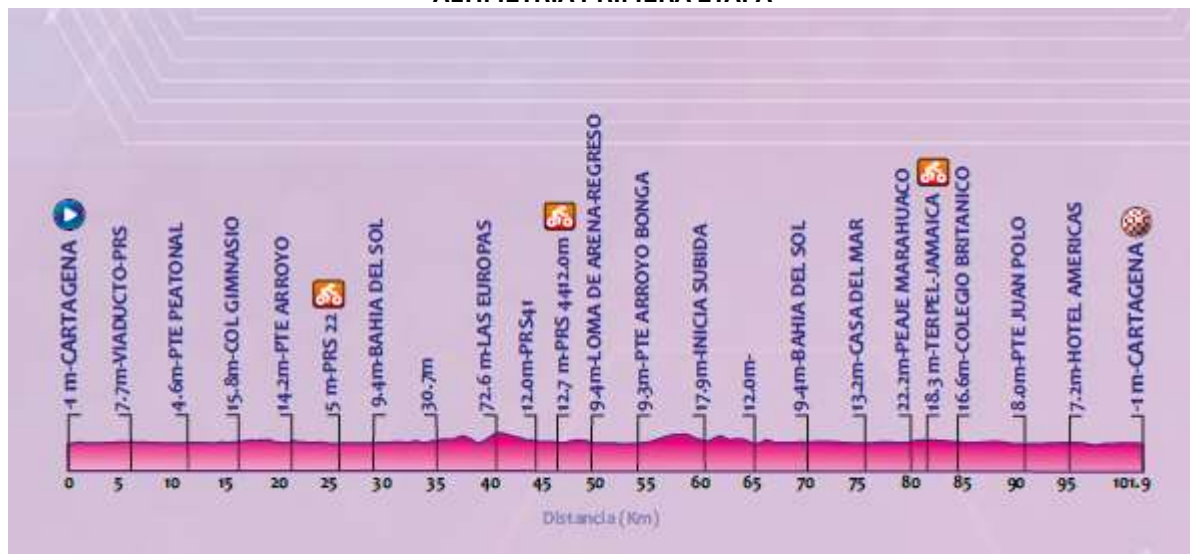 ALTIMETRIA PRIMERA ETAPA
-1 m-CARTAGENA
7.7m-VIADUCTO-PRS
4.6m-PTE PEATONAL
15.8m-COL GIMNASIO
14.2m-PTE ARROYO
5 m-PRS 22
9.4m-BAHIA DEL SOL
30.7m
72.6 m-LAS EUROPAS
12.0m-PRS41
12.7 m-PRS 4412.0m
9.4m-LOMA DE ARENA-REGRESO
9.3m-PTE ARROYO BONGA
17.9m-INICIA SUBIDA
12.0m-
9.4m-BAHIA DEL SOL
13.2m-CASA DEL MAR
22.2m-PEAJE MARAHUACO
18.3 m-TERPEL-JAMAICA
16.6m-COLEGIO BRITANICO
8.0m-PTE JUAN POLO
7.2m-HOTEL AMERICAS
-1 m-CARTAGENA
0 5 10 15 20 25 30 35 40 45 50 55 60 65 70 75 80 85 90 95 101.9
Distancia (Km)